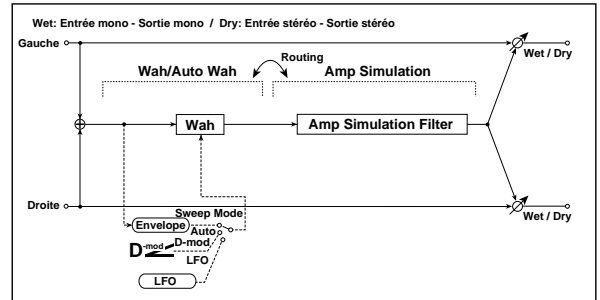 Wet: Entrée mono - Sortie mono / Dry: Entrée stéréo - Sortie stéréo
Gauche
Wet / Dry
Routing
Wah/Auto Wah
Amp Simulation
Wah
Amp Simulation Filter
Droite
Wet / Dry
Sweep Mode
Envelope
Auto
D-mod
D-mod
LFO
LFO